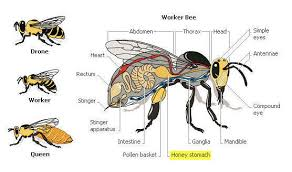 Worker Bee
Abdomen Thorax Head
Simple eyes
Heart
Antennae
Drone
Rectum
Stinger
Worker
Stinger apparatus
Compound eye
Intestine Ganglia Mandible
Queen
Pollen basket Honey stomach